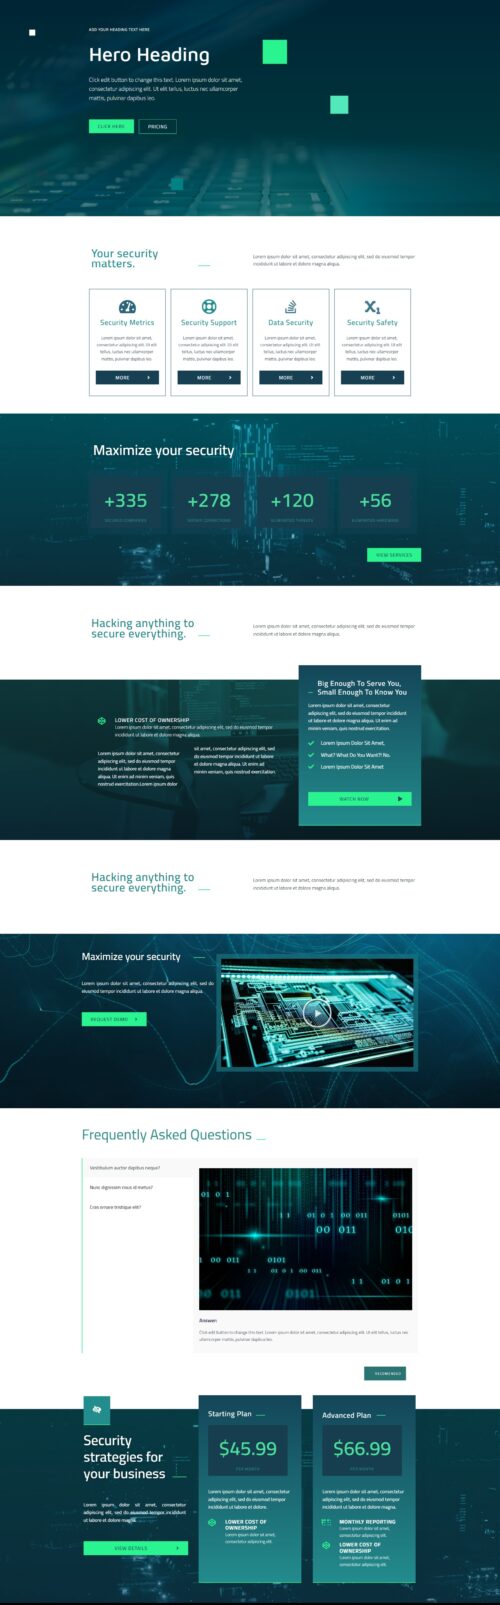 ADD YOUR HEADING TEXT HERE
Hero Heading
Click edit button to change this text. Lorem ipsum dolor sit amet,
consectetur adipiscing elit. Ut elit tellus, luctus nec ullamcorper
mattis, pulvinar dapibus leo.
CLICK HERE
PRICING
Your security
matters.
Lorem ipsum dolor sit amet, consectetur adipiscing elit, sed do eiusmod tempor
incididunt ut labore et dolore magna aliqua.
Security Metrics
Lorem ipsum dolor sit amet,
consectetur adipiscing elit. Ut elit
tellus, luctus nec ullamcorper
mattis, pulvinar dapibus leo.
MORE
Security Support
Lorem ipsum dolor sit amet,
consectetur adipiscing elit. Ut elit
tellus, luctus nec ullamcorper
mattis, pulvinar dapibus leo.
MORE
Data Security
Lorem ipsum dolor sit amet,
consectetur adipiscing elit. Ut elit
tellus, luctus nec ullamcorper
mattis, pulvinar dapibus leo.
MORE
X1
Security Safety
Lorem ipsum dolor sit amet,
consectetur adipiscing elit. Ut elit
tellus, luctus nec ullamcorper
mattis, pulvinar dapibus leo.
MORE
Maximize your security
+335
+278
+120
+56
VIEW SERVICES
Hacking anything to
secure everything.
Lorem ipsum dolor sit amet, consectetur adipiscing elit, sed do eiusmod tempor
incididunt ut labore et dolore magna aliqua.
LOWER COST OF OWNERSHIP
Lorem ipsum dolor sit amet, consectetur adipiscing elit, sed do eiusmod tempor
incididunt ut labore et dolore magna aliqua.
Lorem ipsum dolor sit amet, consectetur
adipiscing elit, sed do eiusmod tempor
incididunt ut labore et dolore magna
aliqua. Ut enim ad minim veniam, quis
nostrud exercitation.Lorem ipsum dolor
sit amet, consectetur adipiscing elit, sed
do eiusmod tempor incididunt ut labore
et dolore magna aliqua. Ut enim ad
minim veniam, quis nostrud exercitation.
Big Enough To Serve You,
Small Enough To Know You
Lorem ipsum dolor sit amet, consectetur
adipiscing elit, sed do eiusmod tempor
incididunt ut labore et dolore magna
aliqua. Ut enim ad minim veniam, quis
nostrud exercitation.
Lorem Ipsum Dolor Sit Amet.
What? What Do You Want?! No.
Lorem Ipsum Dolor Sit Amet
WATCH NOW
Hacking anything to
secure everything.
Lorem ipsum dolor sit amet, consectetur adipiscing elit, sed do eiusmod tempor
incididunt ut labore et dolore magna aliqua.
Maximize your security
Lorem ipsum dolor sit amet, consectetur adipiscing elit, sed do
eiusmod tempor incididunt ut labore et dolore magna aliqua.
REQUEST DEMO
Frequently Asked Questions
Vestibulum auctor dapibus neque?
Nunc dignissim risus id metus?
Cras ornare tristique elit?
Answer:
Click edit button to change this text. Lorem ipsum dolor sit amet, consectetur adipiscing elit. Ut elit tellus, luctus nec
ullamcorper mattis, pulvinar dapibus leo.
RECOMENDED
Security
strategies for
your business
Lorem ipsum dolor sit amet, consectetur
adipiscing elit, sed do eiusmod tempor incididunt
ut labore et dolore magna.
VIEW DETAILS
Starting Plan
$45.99
PER MONTH
Lorem ipsum dolor sit amet, consectetur
adipiscing elit, sed do eiusmod tempor
incididunt ut labore et dolore.
LOWER COST OF
OWNERSHIP
Lorem ipsum dolor sit amet,
consectetur adipiscing elit.
Advanced Plan
$66.99
PER MONTH
Lorem ipsum dolor sit amet, consectetur
adipiscing elit, sed do eiusmod tempor
incididunt ut labore et dolore magna
aliqua.
MONTHLY REPORTING
Lorem ipsum dolor sit amet,
consectetur adipiscing elit.
LOWER COST OF
OWNERSHIP
Lorem ipsum dolor sit amet,
consectetur adipiscing elit.